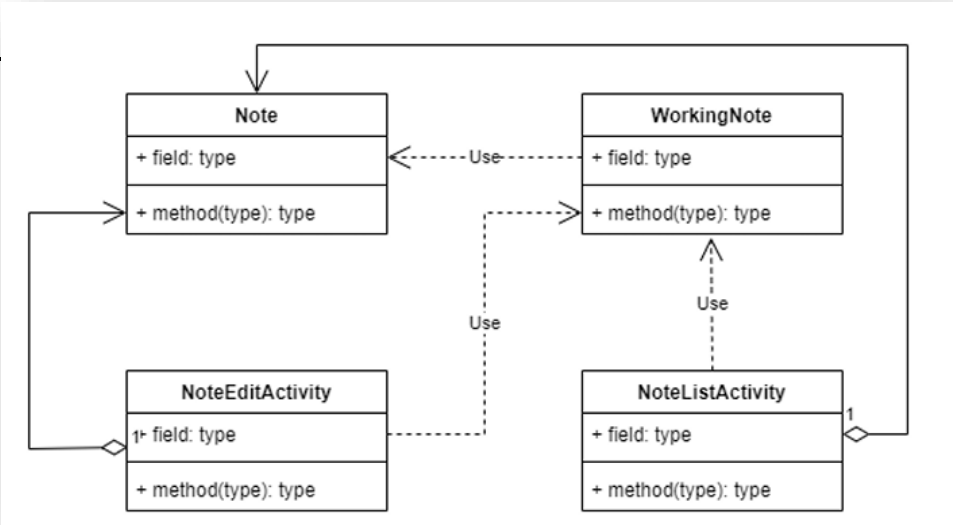 Note
+ field: type
+ method(type): type
Use
WorkingNote
+ field: type
+ method(type): type
Use
Use
NoteEditActivity
1+ field: type
+ method(type): type
NoteListActivity
1
+ field: type
+ method(type): type